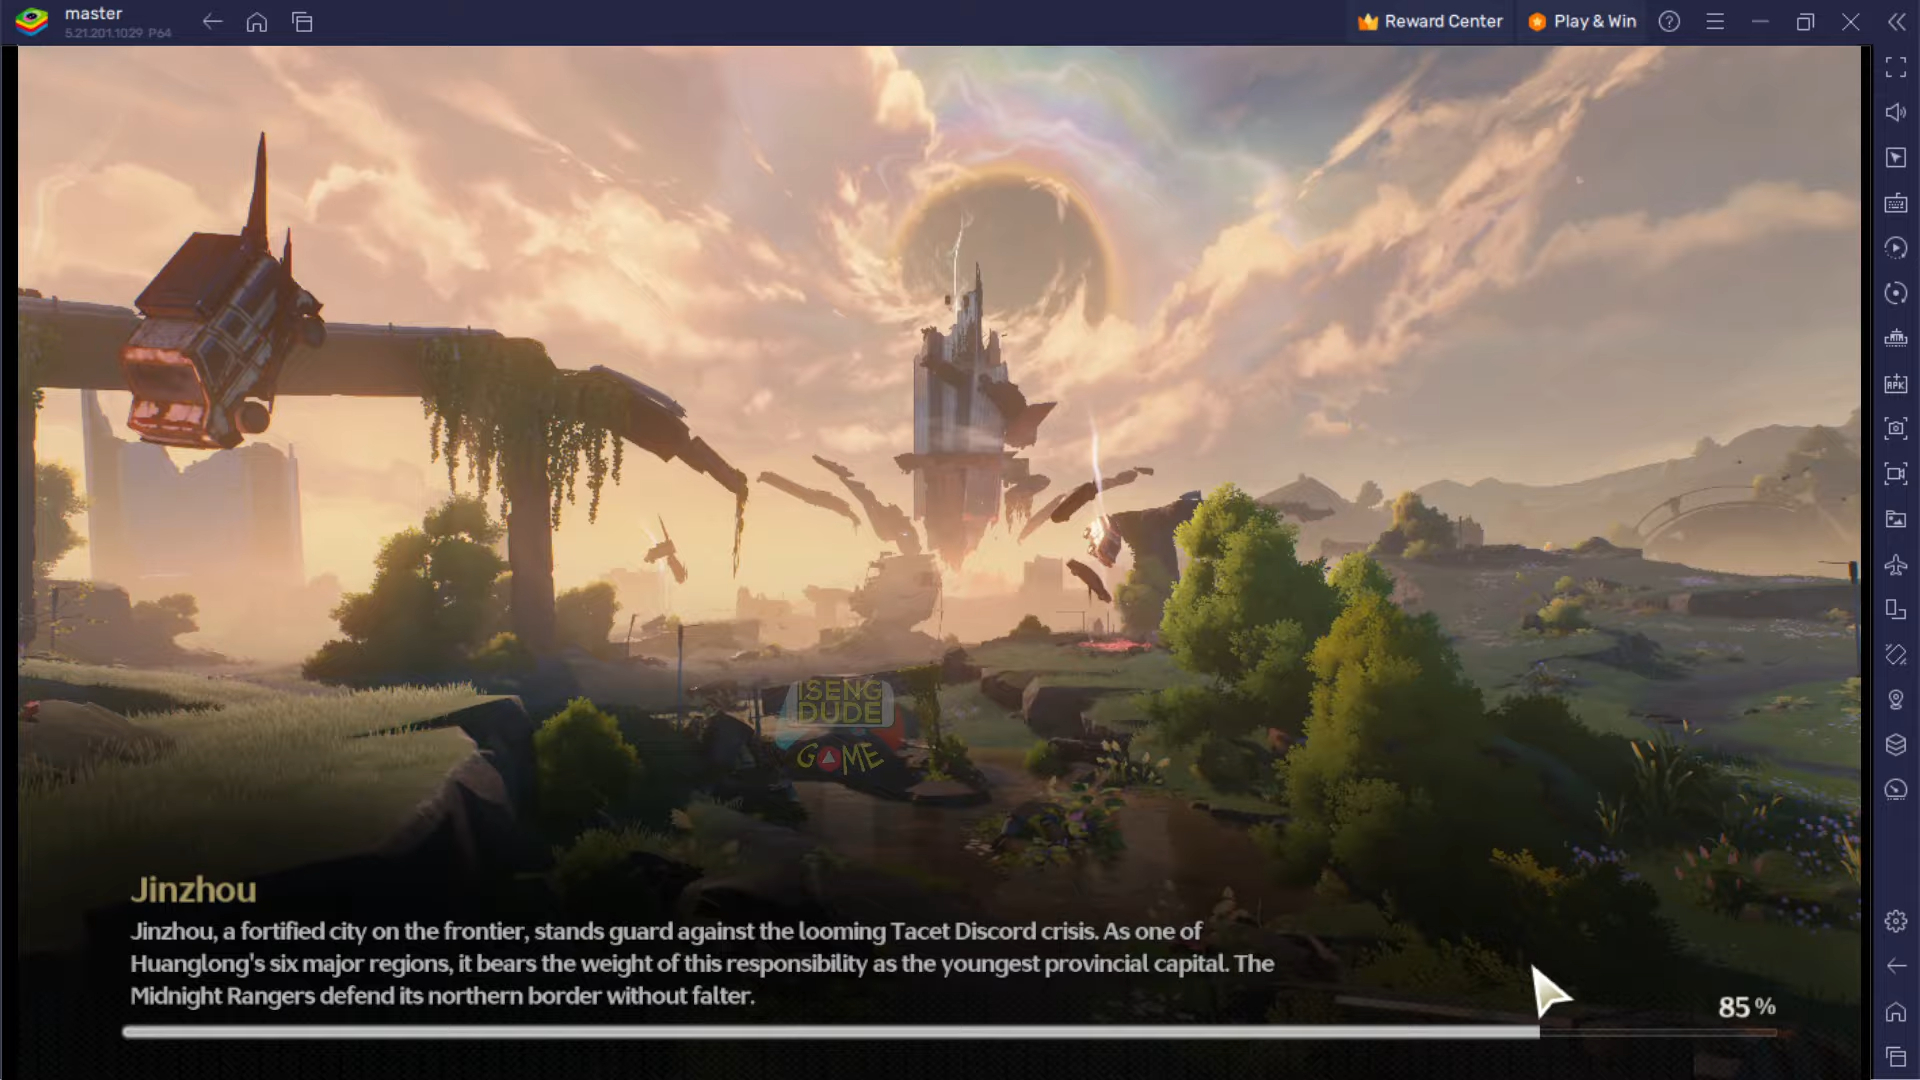 master
5.21.201.1029 P64
Reward Center
Play & Win
APK
ISENG
DUDE
GAME
Jinzhou
Jinzhou, a fortified city on the frontier, stands guard against the looming Tacet Discord crisis. As one of
Huanglong's six major regions, it bears the weight of this responsibility as the youngest provincial capital. The
Midnight Rangers defend its northern border without falter.
85%